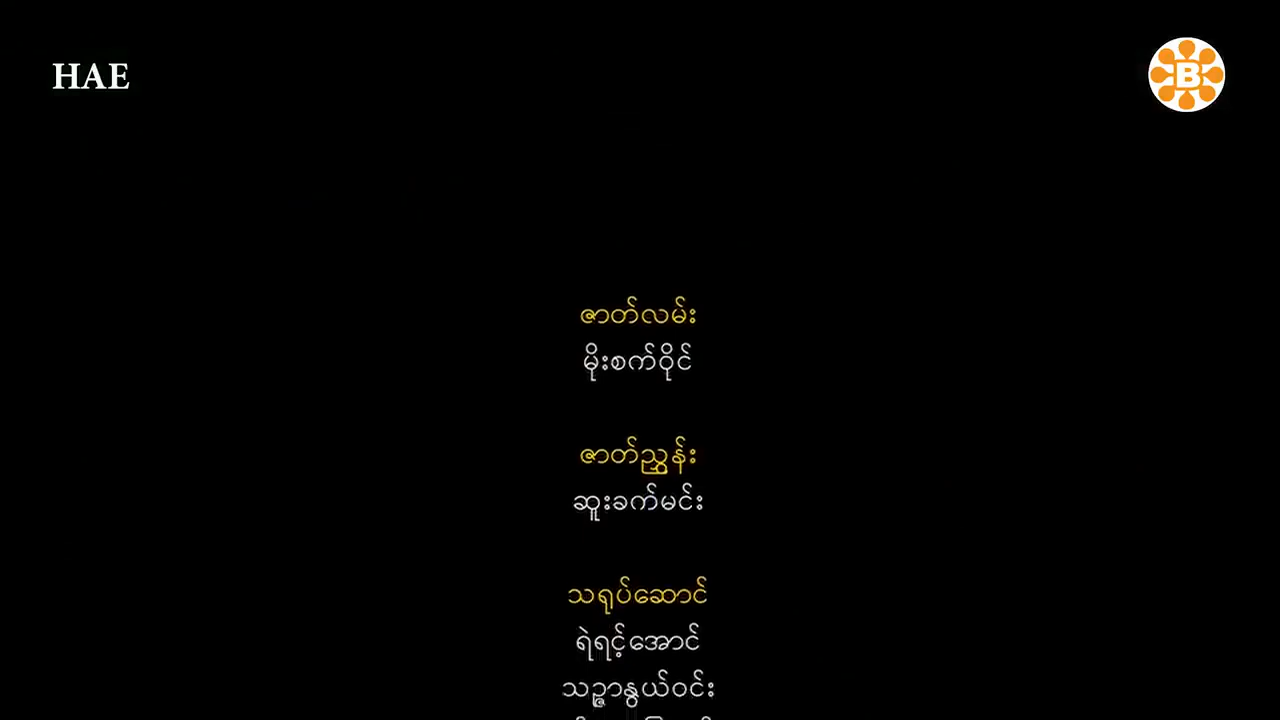 HAE
B
ဇာတ်လမ်း
မိုးစက်ဝိုင်
ဇာတ်ညွှန်း
ဆူးခက်မင်း
သရုပ်ဆောင်
ရဲရင့်အောင်
သဉ္ဇာနွယ်ဝင်း